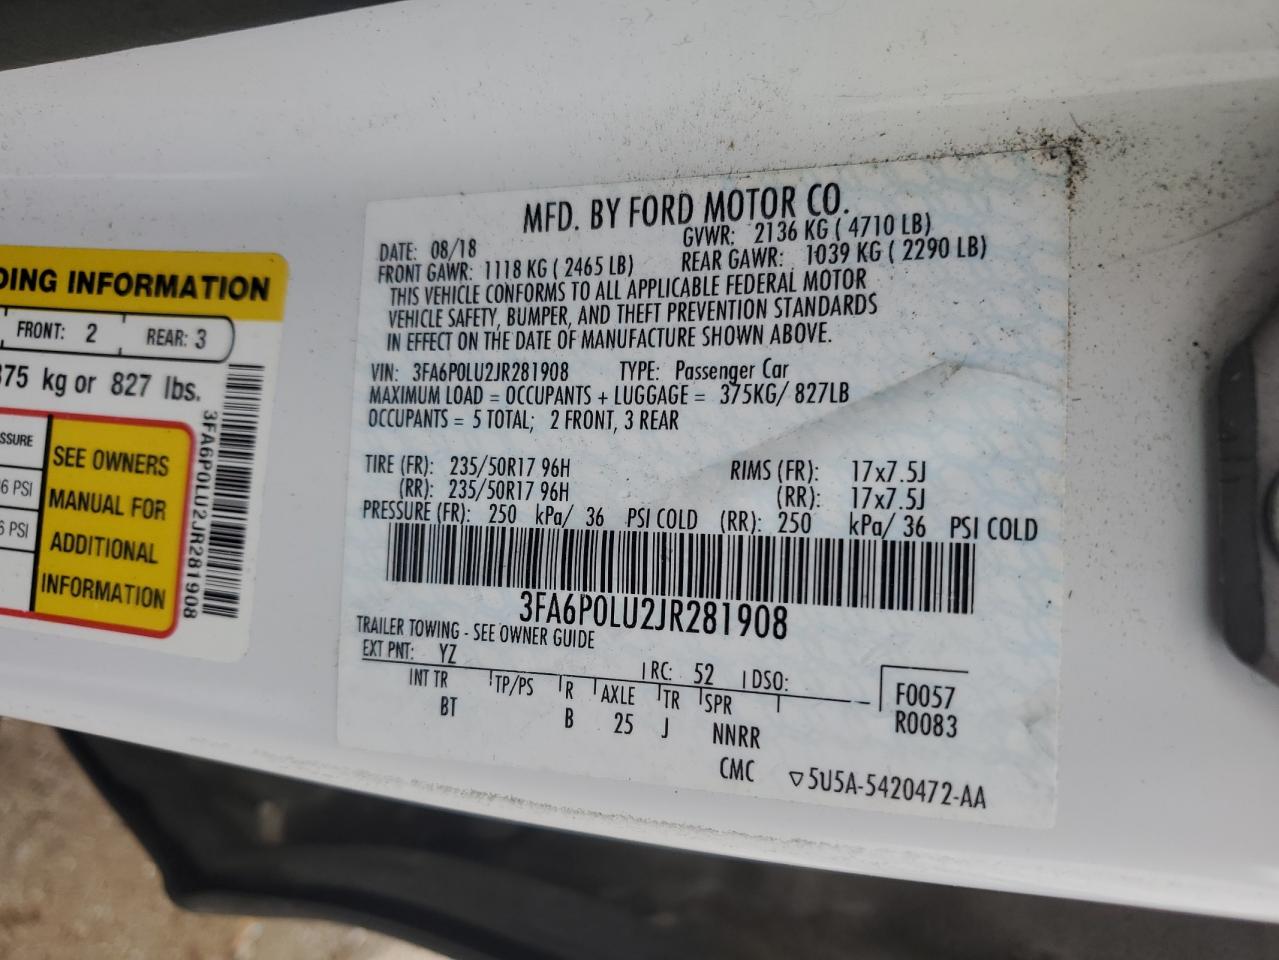 DING INFORMATION
FRONT: 2 REAR: 3
375 kg or 827 lbs.
SSURE
6 PSI
6 PSI
SEE OWNERS
MANUAL FOR
ADDITIONAL
INFORMATION
3FA6P0LU2JR281908
MFD. BY FORD MOTOR CO.
DATE: 08/18 GVWR: 2136 KG ( 4710 LB)
FRONT GAWR: 1118 KG ( 2465 LB) REAR GAWR: 1039 KG ( 2290 LB)
THIS VEHICLE CONFORMS TO ALL APPLICABLE FEDERAL MOTOR
VEHICLE SAFETY, BUMPER, AND THEFT PREVENTION STANDARDS
IN EFFECT ON THE DATE OF MANUFACTURE SHOWN ABOVE.
VIN: 3FA6P0LU2JR281908 TYPE: Passenger Car
MAXIMUM LOAD = OCCUPANTS + LUGGAGE = 375KG/ 827LB
OCCUPANTS = 5 TOTAL; 2 FRONT, 3 REAR
TIRE (FR): 235/50R17 96H RIMS (FR): 17x7.5J
(RR): 235/50R17 96H (RR): 17x7.5J
PRESSURE (FR): 250 kPa/ 36 PSI COLD (RR): 250 kPa/ 36 PSI COLD
3FA6P0LU2JR281908
TRAILER TOWING - SEE OWNER GUIDE
EXT PNT: YZ RC: 52 DSO:
INT TR TP/PS R AXLE TR SPR
BT B 25 J NNRR
F0057
R0083
CMC ▽5U5A-5420472-AA